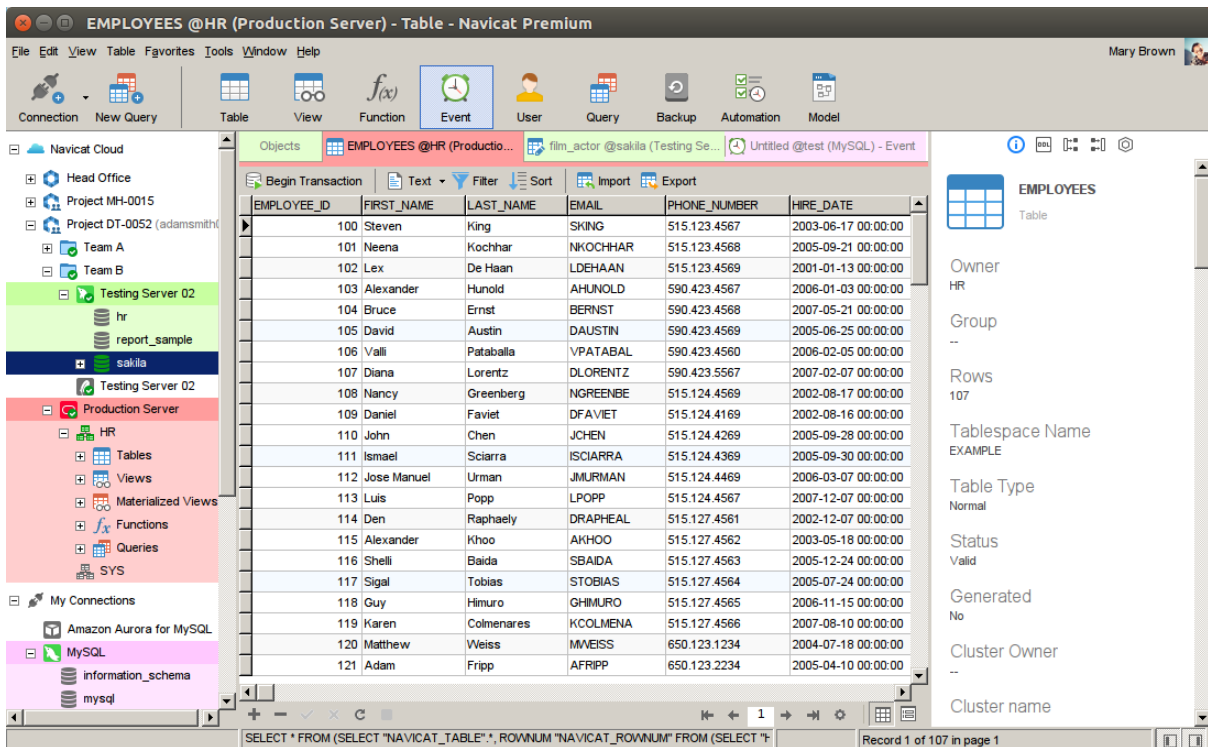 EMPLOYEES @HR (Production Server) - Table - Navicat Premium
File Edit View Table Favorites Tools Window Help
Mary Brown
Connection New Query Table View Function Event User Query Backup Automation Model
Navicat Cloud
Head Office
Project MH-0015
Project DT-0052 (adamsmith
Team A
Team B
Testing Server 02
hr
report_sample
sakila
Testing Server 02
Production Server
HR
Tables
Views
Materialized Views
Functions
Queries
SYS
My Connections
Amazon Aurora for MySQL
MySQL
information_schema
mysql
Objects EMPLOYEES @HR (Productio... film_actor @sakila (Testing Se... Untitled @test (MySQL) - Event
Begin Transaction Text Filter Sort Import Export
EMPLOYEE_ID FIRST_NAME LAST_NAME EMAIL PHONE_NUMBER HIRE_DATE
100 Steven King SKING 515.123.4567 2003-06-17 00:00:00
101 Neena Kochhar NKOCHHAR 515.123.4568 2005-09-21 00:00:00
102 Lex De Haan LDEHAAN 515.123.4569 2001-01-13 00:00:00
103 Alexander Hunold AHUNOLD 590.423.4567 2006-01-03 00:00:00
104 Bruce Ernst BERNST 590.423.4568 2007-05-21 00:00:00
105 David Austin DAUSTIN 590.423.4569 2005-06-25 00:00:00
106 Valli Pataballa VPATABAL 590.423.4560 2006-02-05 00:00:00
107 Diana Lorentz DLORENTZ 590.423.5567 2007-02-07 00:00:00
108 Nancy Greenberg NGREENBE 515.124.4569 2002-08-17 00:00:00
109 Daniel Faviet DFAVIET 515.124.4169 2002-08-16 00:00:00
110 John Chen JCHEN 515.124.4269 2005-09-28 00:00:00
111 Ismael Sciarra ISCIARRA 515.124.4369 2005-09-30 00:00:00
112 Jose Manuel Urman JMURMAN 515.124.4469 2006-03-07 00:00:00
113 Luis Popp LPOPP 515.124.4567 2007-12-07 00:00:00
114 Den Raphaely DRAPHEAL 515.127.4561 2002-12-07 00:00:00
115 Alexander Khoo AKHOO 515.127.4562 2003-05-18 00:00:00
116 Shelli Baida SBAIDA 515.127.4563 2005-12-24 00:00:00
117 Sigal Tobias STOBIAS 515.127.4564 2005-07-24 00:00:00
118 Guy Himuro GHIMURO 515.127.4565 2006-11-15 00:00:00
119 Karen Colmenares KCOLMENA 515.127.4566 2007-08-10 00:00:00
120 Matthew Weiss MWEISS 650.123.1234 2004-07-18 00:00:00
121 Adam Fripp AFRIPP 650.123.2234 2005-04-10 00:00:00
1
SELECT * FROM (SELECT "NAVICAT_TABLE".*, ROWNUM "NAVICAT_ROWNUM" FROM (SELECT "H
Record 1 of 107 in page 1
DDL
EMPLOYEES
Table
Owner
HR
Group
--
Rows
107
Tablespace Name
EXAMPLE
Table Type
Normal
Status
Valid
Generated
No
Cluster Owner
--
Cluster name